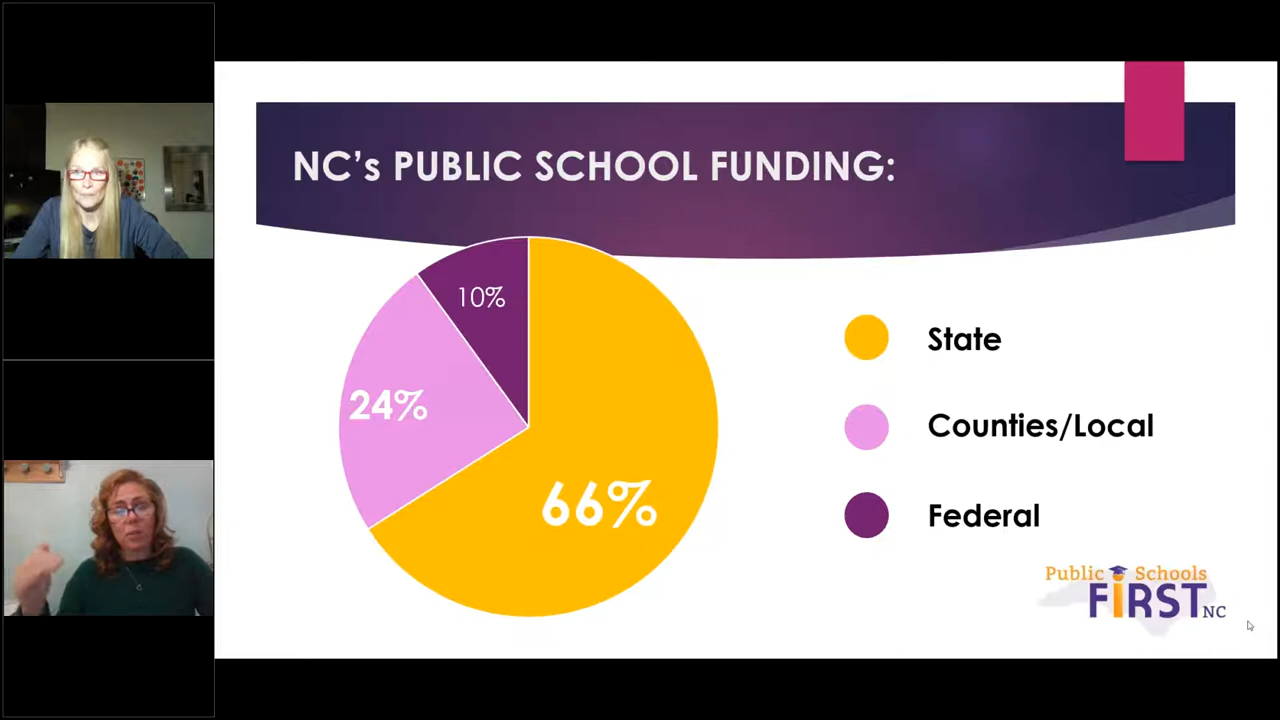 NC's PUBLIC SCHOOL FUNDING:
10%
24%
66%
State
Counties/Local
Federal
Public Schools
FiRST NC